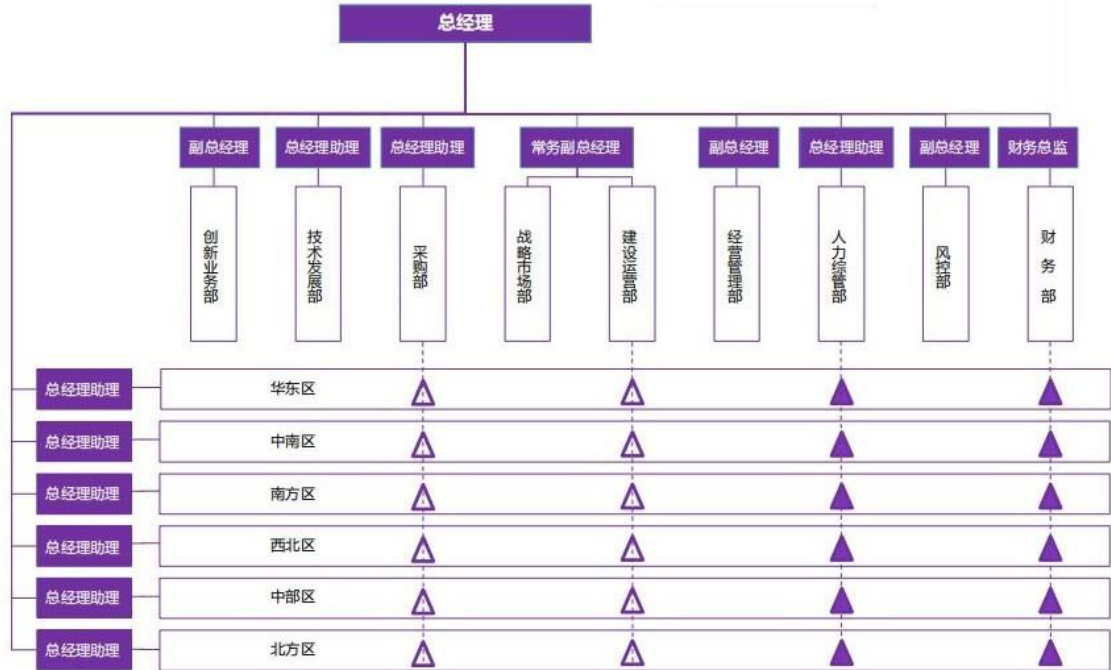 总经理
副总经理
总经理助理
总经理助理
常务副总经理
副总经理
总经理助理
副总经理
财务总监
创新业务部
技术发展部
采购部
战略市场部
建设运营部
经营管理部
人力综管部
风控部
财务部
总经理助理
华东区
总经理助理
中南区
总经理助理
南方区
总经理助理
西北区
总经理助理
中部区
总经理助理
北方区